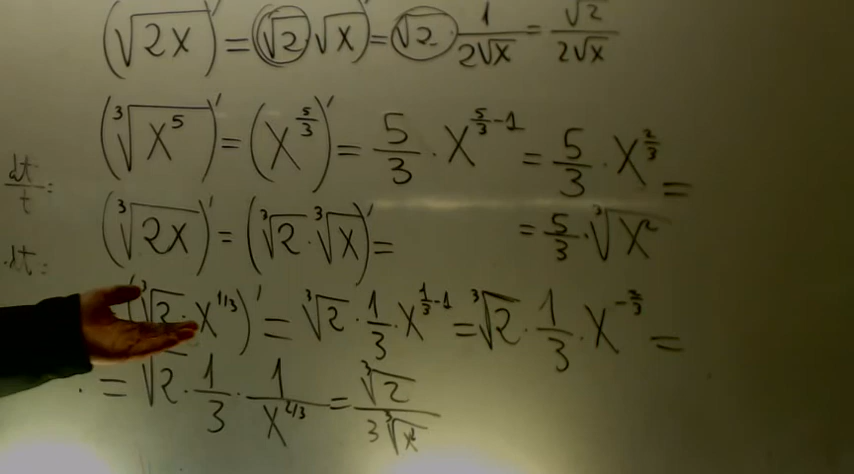 (√2x)' = (√2 √x)' = √2 · 1/(2√x) = √2/(2√x)
(∛x⁵)' = (x^(5/3))' = 5/3 · x^(5/3 - 1) = 5/3 · x^(2/3) =
= 5/3 · ∛x²
dt/t =
(∛2x)' = (∛2 · ∛x)' =
dt =
(∛2 · x^(1/3))' = ∛2 · 1/3 · x^(1/3 - 1) = ∛2 · 1/3 · x^(-2/3) =
= √2 · 1/3 · 1/x^(2/3) = ∛2/(3∛x²)